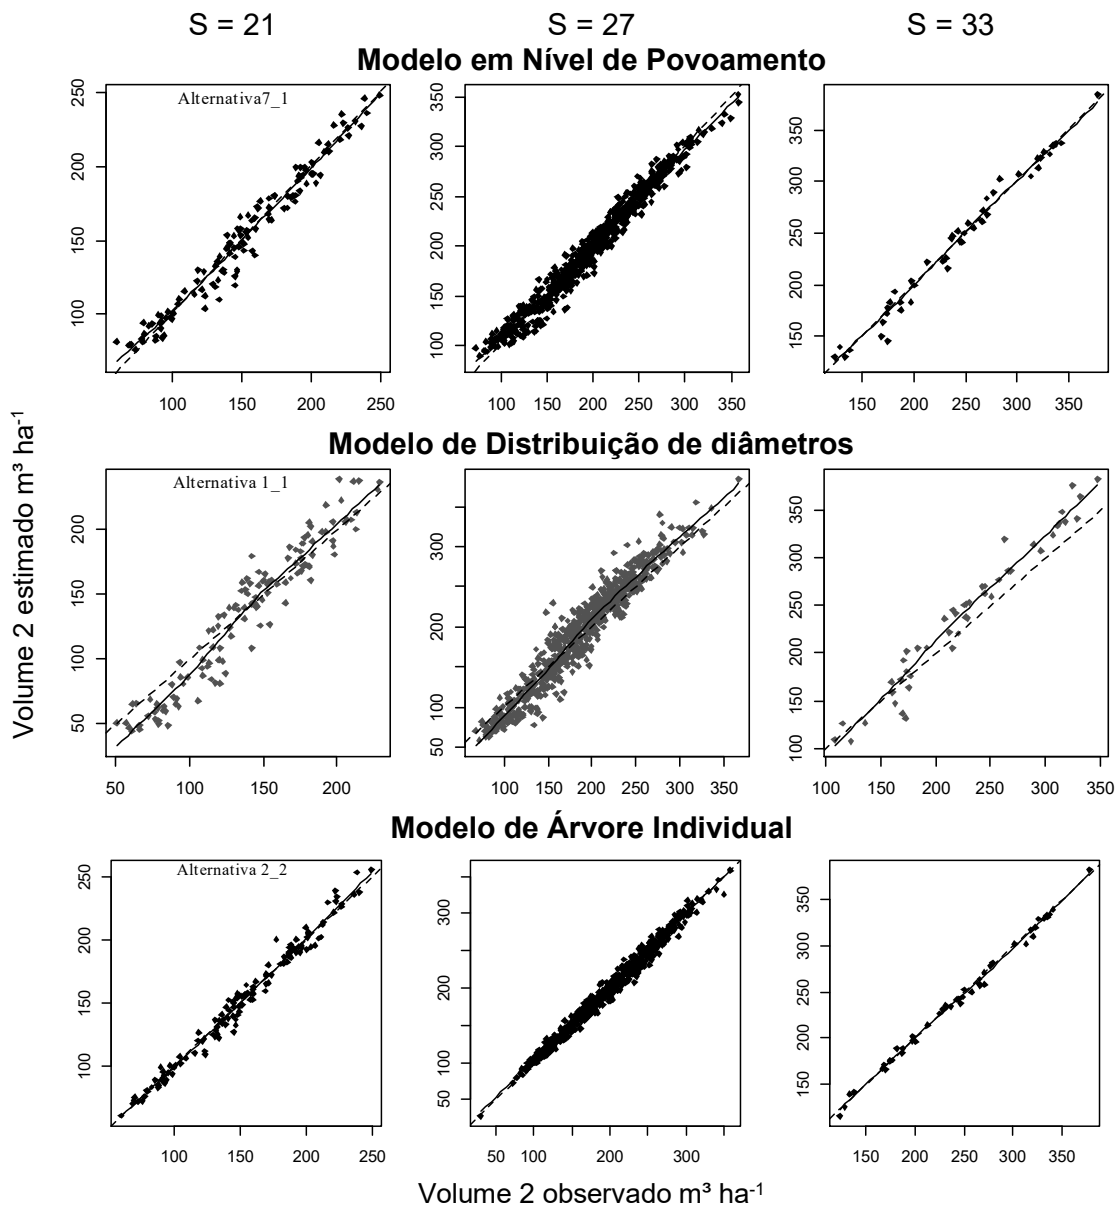 S = 21 S = 27 S = 33
Modelo em Nível de Povoamento
Alternativa7_1
250
200
150
100
100 150 200 250
350
300
250
200
150
100
100 150 200 250 300 350
350
300
250
200
150
150 200 250 300 350
Modelo de Distribuição de diâmetros
Alternativa 1_1
200
150
100
50
50 100 150 200
300
200
100
50
100 150 200 250 300 350
350
300
250
200
150
100
100 150 200 250 300 350
Modelo de Árvore Individual
Alternativa 2_2
250
200
150
100
100 150 200 250
300
200
100
50
50 100 200 300
350
300
250
200
150
150 200 250 300 350
Volume 2 estimado m³ ha-1
Volume 2 observado m³ ha-1